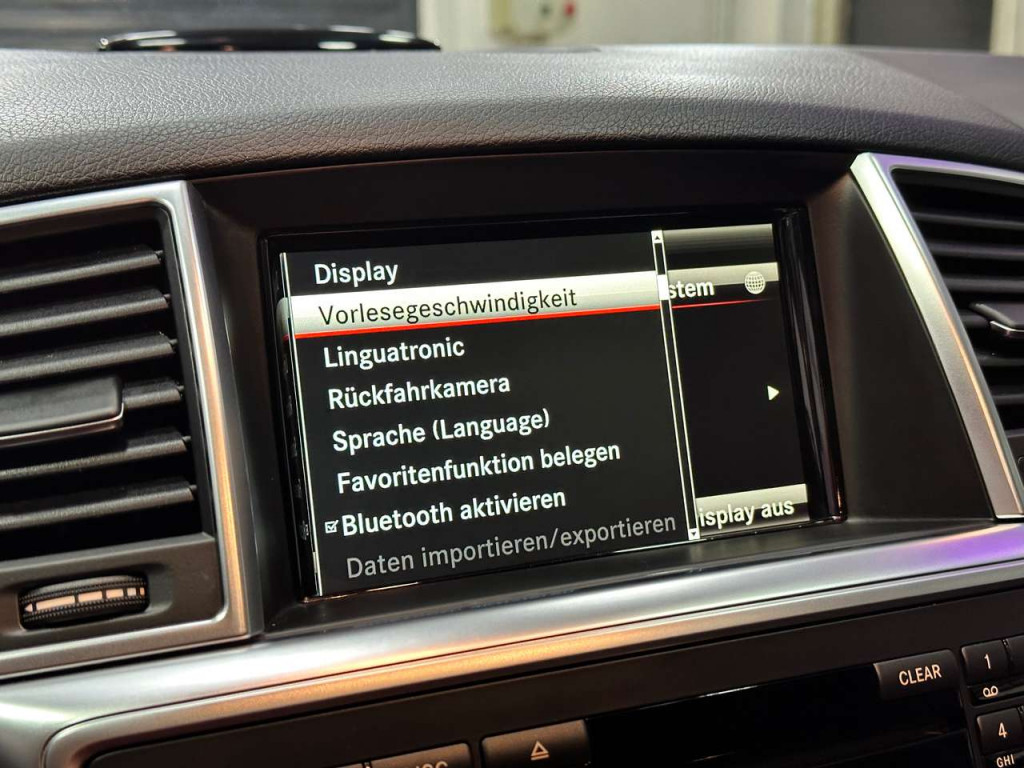 Display
Vorlesegeschwindigkeit
stem
Linguatronic
Rückfahrkamera
Sprache (Language)
Favoritenfunktion belegen
Bluetooth aktivieren
isplay aus
Daten importieren/exportieren
CLEAR
1
4
GHI